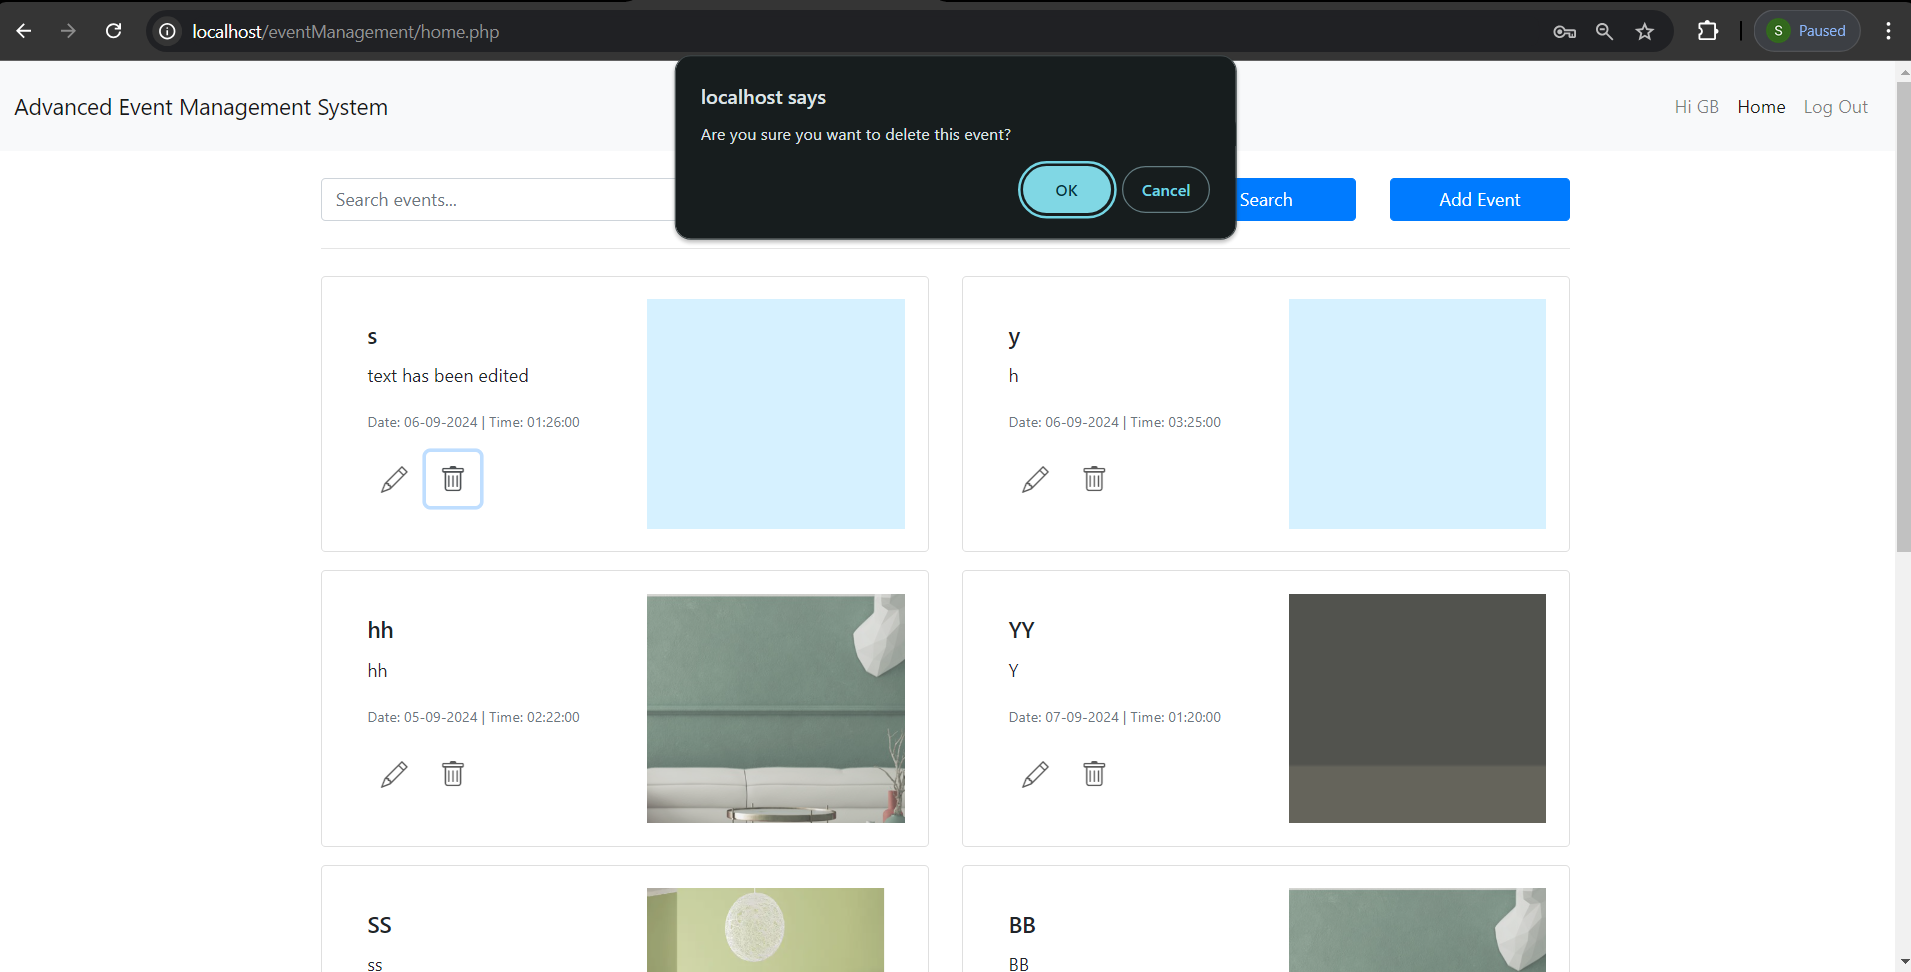 localhost/eventManagement/home.php
S Paused
localhost says
Are you sure you want to delete this event?
OK Cancel
Advanced Event Management System
Hi GB Home Log Out
Search events...
Search
Add Event
s
text has been edited
Date: 06-09-2024 | Time: 01:26:00
y
h
Date: 06-09-2024 | Time: 03:25:00
hh
hh
Date: 05-09-2024 | Time: 02:22:00
YY
Y
Date: 07-09-2024 | Time: 01:20:00
SS
ss
BB
BB